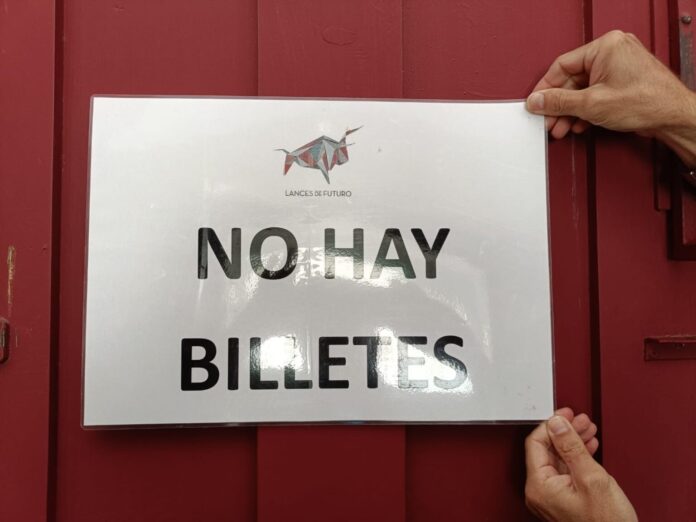 LANCES DE FUTURO
NO HAY
BILLETES